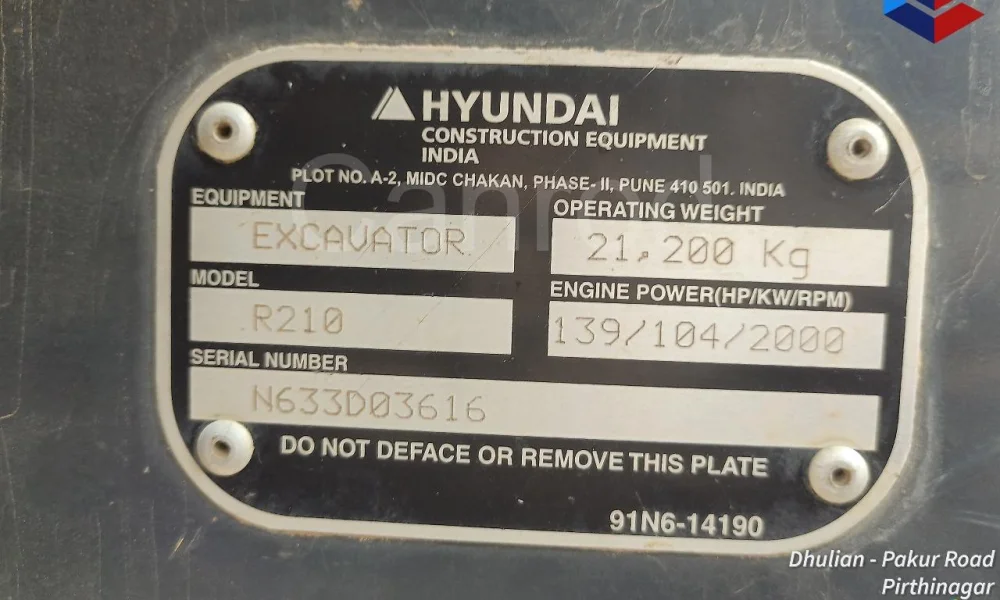 HYUNDAI
CONSTRUCTION EQUIPMENT
INDIA
PLOT NO. A-2, MIDC CHAKAN, PHASE- II, PUNE 410 501. INDIA
EQUIPMENT
EXCAVATOR
OPERATING WEIGHT
21,200 Kg
MODEL
R210
ENGINE POWER(HP/KW/RPM)
139/104/2000
SERIAL NUMBER
N633D03616
DO NOT DEFACE OR REMOVE THIS PLATE
91N6-14190
Dhulian - Pakur Road
Pirthinagar